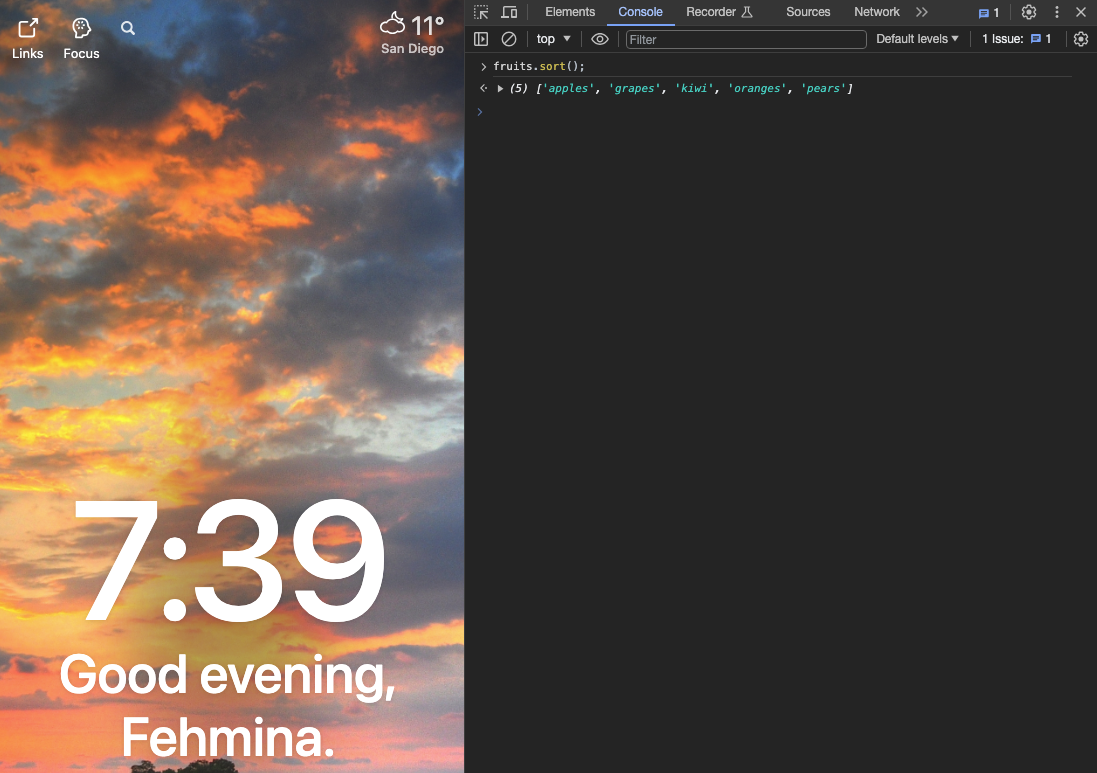 Links
Focus
11°
San Diego
7:39
Good evening,
Fehmina.
Elements Console Recorder Sources Network 1
top Filter Default levels 1 Issue: 1
fruits.sort();
(5) ['apples', 'grapes', 'kiwi', 'oranges', 'pears']